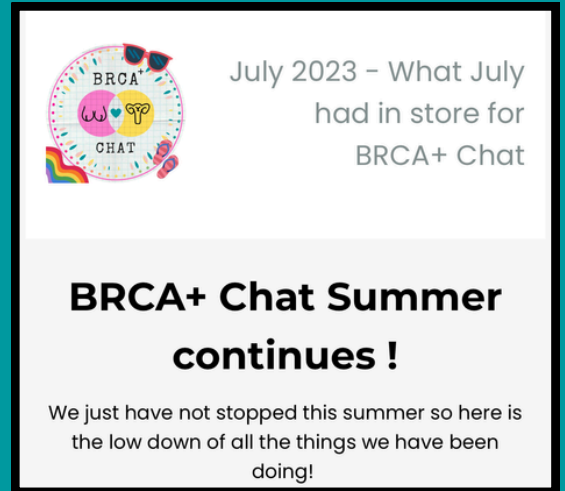 BRCA+
CHAT
July 2023 - What July
had in store for
BRCA+ Chat
BRCA+ Chat Summer
continues !
We just have not stopped this summer so here is
the low down of all the things we have been
doing!